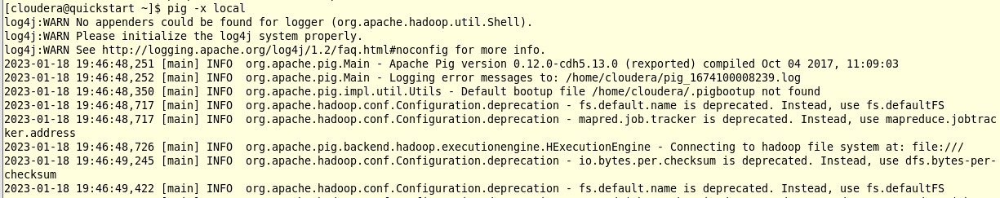 [cloudera@quickstart ~]$ pig -x local
log4j:WARN No appenders could be found for logger (org.apache.hadoop.util.Shell).
log4j:WARN Please initialize the log4j system properly.
log4j:WARN See http://logging.apache.org/log4j/1.2/faq.html#noconfig for more info.
2023-01-18 19:46:48,251 [main] INFO  org.apache.pig.Main - Apache Pig version 0.12.0-cdh5.13.0 (rexported) compiled Oct 04 2017, 11:09:03
2023-01-18 19:46:48,252 [main] INFO  org.apache.pig.Main - Logging error messages to: /home/cloudera/pig_1674100008239.log
2023-01-18 19:46:48,350 [main] INFO  org.apache.pig.impl.util.Utils - Default bootup file /home/cloudera/.pigbootup not found
2023-01-18 19:46:48,717 [main] INFO  org.apache.hadoop.conf.Configuration.deprecation - fs.default.name is deprecated. Instead, use fs.defaultFS
2023-01-18 19:46:48,717 [main] INFO  org.apache.hadoop.conf.Configuration.deprecation - mapred.job.tracker is deprecated. Instead, use mapreduce.jobtrac
ker.address
2023-01-18 19:46:48,726 [main] INFO  org.apache.pig.backend.hadoop.executionengine.HExecutionEngine - Connecting to hadoop file system at: file:///
2023-01-18 19:46:49,245 [main] INFO  org.apache.hadoop.conf.Configuration.deprecation - io.bytes.per.checksum is deprecated. Instead, use dfs.bytes-per-
checksum
2023-01-18 19:46:49,422 [main] INFO  org.apache.hadoop.conf.Configuration.deprecation - fs.default.name is deprecated. Instead, use fs.defaultFS